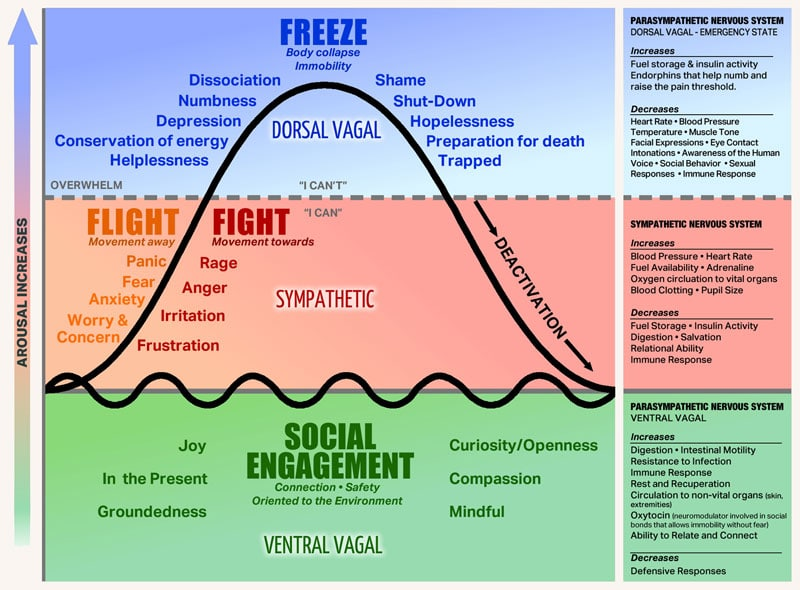 FREEZE
Body collapse
Immobility
Dissociation
Numbness
Depression
Conservation of energy
Helplessness
Shame
Shut-Down
Hopelessness
Preparation for death
Trapped
DORSAL VAGAL
OVERWHELM
"I CAN'T"
"I CAN"
FLIGHT
Movement away
Panic
Fear
Anxiety
Worry &
Concern
FIGHT
Movement towards
Rage
Anger
Irritation
Frustration
SYMPATHETIC
DEACTIVATION
AROUSAL INCREASES
SOCIAL
ENGAGEMENT
Connection • Safety
Oriented to the Environment
Joy
In the Present
Groundedness
Curiosity/Openness
Compassion
Mindful
VENTRAL VAGAL
PARASYMPATHETIC NERVOUS SYSTEM
DORSAL VAGAL - EMERGENCY STATE
Increases
Fuel storage & insulin activity
Endorphins that help numb and
raise the pain threshold.
Decreases
Heart Rate • Blood Pressure
Temperature • Muscle Tone
Facial Expressions • Eye Contact
Intonations • Awareness of the Human
Voice • Social Behavior • Sexual
Responses • Immune Response
SYMPATHETIC NERVOUS SYSTEM
Increases
Blood Pressure • Heart Rate
Fuel Availability • Adrenaline
Oxygen circuation to vital organs
Blood Clotting • Pupil Size
Decreases
Fuel Storage • Insulin Activity
Digestion • Salvation
Relational Ability
Immune Response
PARASYMPATHETIC NERVOUS SYSTEM
VENTRAL VAGAL
Increases
Digestion • Intestinal Motility
Resistance to Infection
Immune Response
Rest and Recuperation
Circulation to non-vital organs (skin,
extremities)
Oxytocin (neuromodulator involved in social
bonds that allows immobility without fear)
Ability to Relate and Connect
Decreases
Defensive Responses